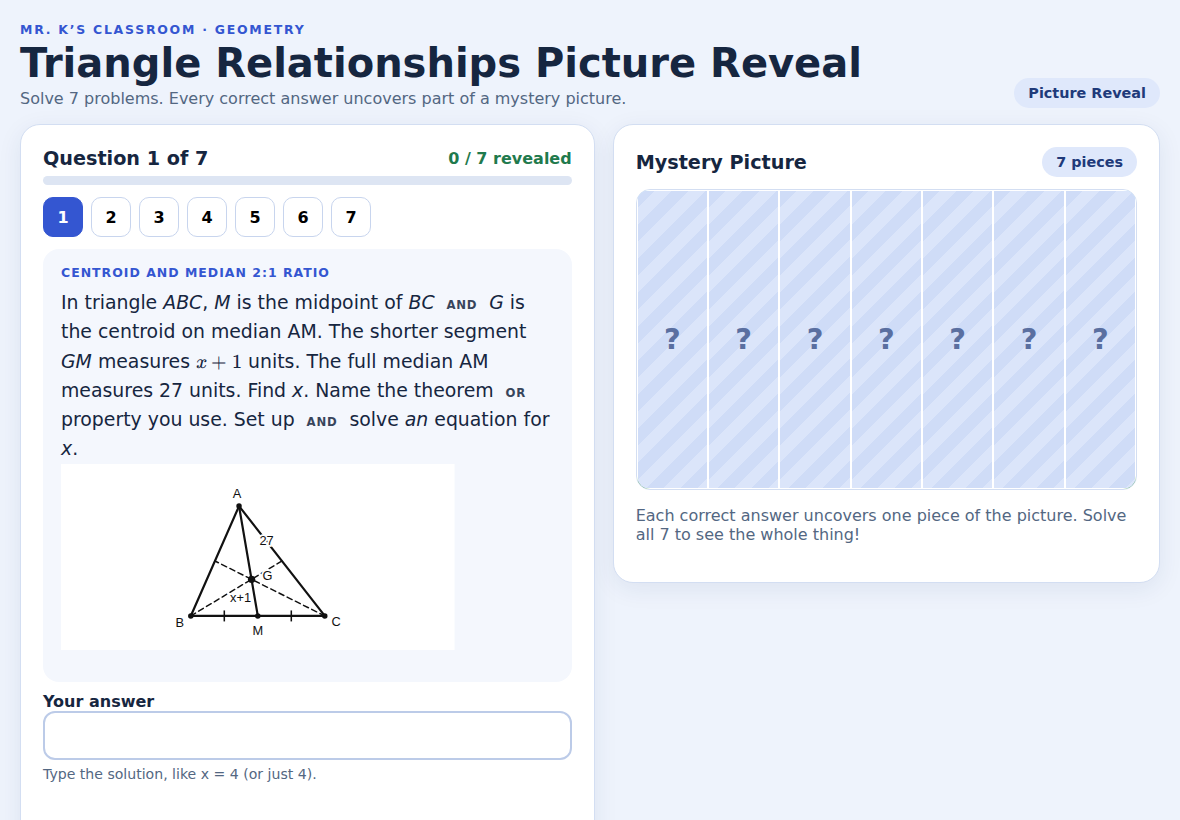 MR. K’S CLASSROOM · GEOMETRY
Triangle Relationships Picture Reveal
Solve 7 problems. Every correct answer uncovers part of a mystery picture.
Picture Reveal
Question 1 of 7
0 / 7 revealed
1 2 3 4 5 6 7
CENTROID AND MEDIAN 2:1 RATIO
In triangle ABC, M is the midpoint of BC AND G is
the centroid on median AM. The shorter segment
GM measures x + 1 units. The full median AM
measures 27 units. Find x. Name the theorem OR
property you use. Set up AND solve an equation for
x.
A
27
G
x+1
B
C
M
Your answer
Type the solution, like x = 4 (or just 4).
Mystery Picture
7 pieces
? ? ? ? ? ? ?
Each correct answer uncovers one piece of the picture. Solve
all 7 to see the whole thing!